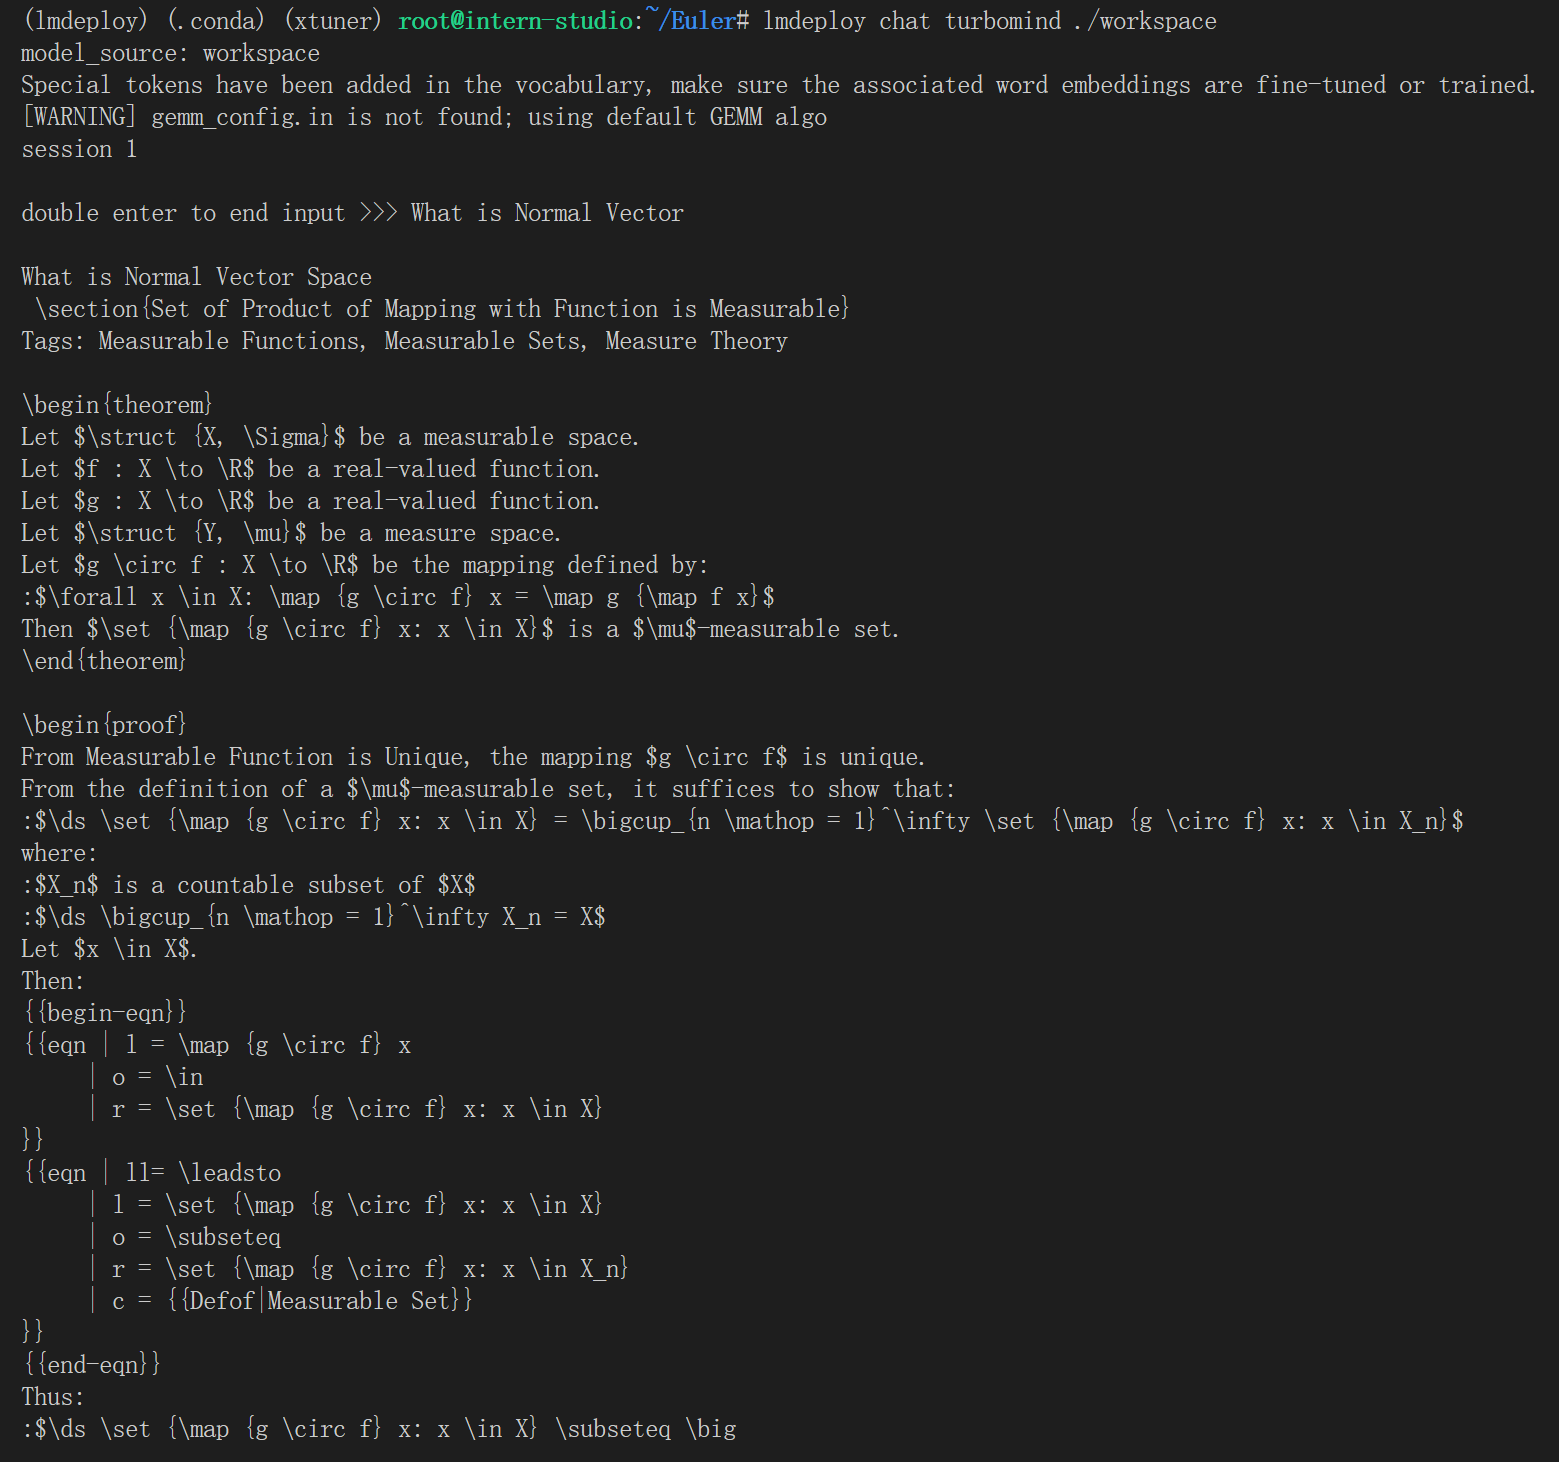 (lmdeploy) (.conda) (xtuner) root@intern-studio:~/Euler# lmdeploy chat turbomind ./workspace
model_source: workspace
Special tokens have been added in the vocabulary, make sure the associated word embeddings are fine-tuned or trained.
[WARNING] gemm_config.in is not found; using default GEMM algo
session 1
double enter to end input >>> What is Normal Vector
What is Normal Vector Space
\section{Set of Product of Mapping with Function is Measurable}
Tags: Measurable Functions, Measurable Sets, Measure Theory
\begin{theorem}
Let $\struct {X, \Sigma}$ be a measurable space.
Let $f : X \to \R$ be a real-valued function.
Let $g : X \to \R$ be a real-valued function.
Let $\struct {Y, \mu}$ be a measure space.
Let $g \circ f : X \to \R$ be the mapping defined by:
:$\forall x \in X: \map {g \circ f} x = \map g {\map f x}$
Then $\set {\map {g \circ f} x: x \in X}$ is a $\mu$-measurable set.
\end{theorem}
\begin{proof}
From Measurable Function is Unique, the mapping $g \circ f$ is unique.
From the definition of a $\mu$-measurable set, it suffices to show that:
:$\ds \set {\map {g \circ f} x: x \in X} = \bigcup_{n \mathop = 1}^\infty \set {\map {g \circ f} x: x \in X_n}$
where:
:$X_n$ is a countable subset of $X$
:$\ds \bigcup_{n \mathop = 1}^\infty X_n = X$
Let $x \in X$.
Then:
{{begin-eqn}}
{{eqn | l = \map {g \circ f} x
| o = \in
| r = \set {\map {g \circ f} x: x \in X}
}}
{{eqn | ll= \leadsto
| l = \set {\map {g \circ f} x: x \in X}
| o = \subseteq
| r = \set {\map {g \circ f} x: x \in X_n}
| c = {{Defof|Measurable Set}}
}}
{{end-eqn}}
Thus:
:$\ds \set {\map {g \circ f} x: x \in X} \subseteq \big